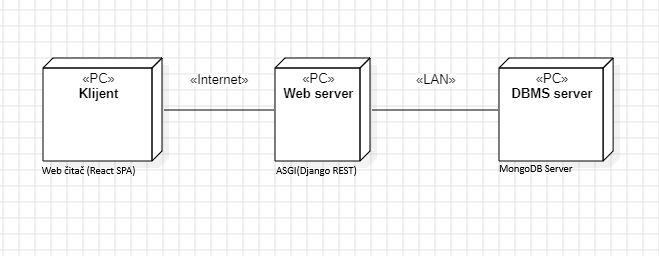 «PC»
Klijent
«Internet»
«PC»
Web server
«LAN»
«PC»
DBMS server
Web čitač (React SPA)
ASGI(Django REST)
MongoDB Server